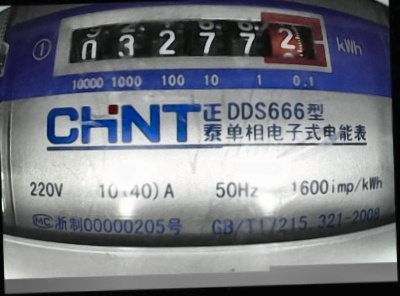 ① 0 3 2 7 7 2 kWh
10000 1000 100 10 1 0.1
CHNT 正泰 DDS666型
单相电子式电能表
220V 10(40)A 50Hz 1600imp/kWh
MC 浙制00000205号 GB/T17215.321-2008